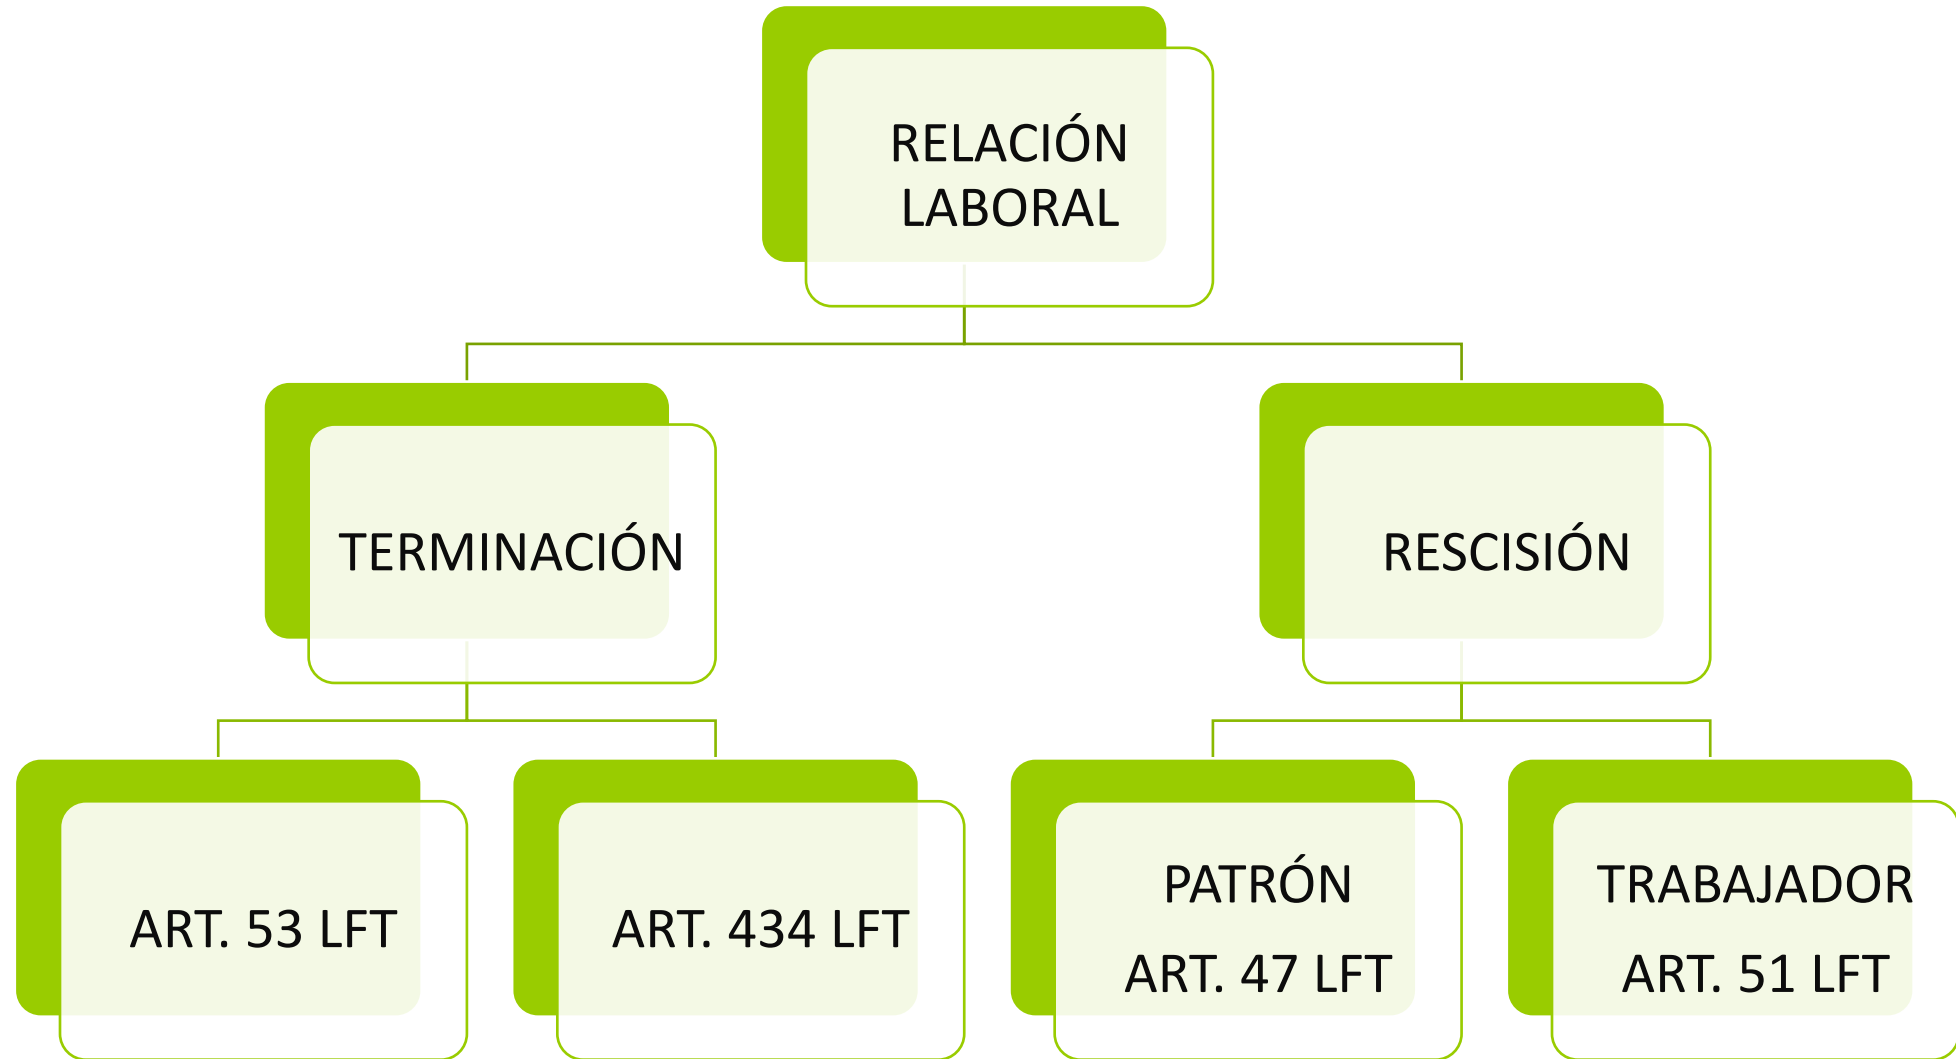 RELACIÓN
LABORAL
TERMINACIÓN
RESCISIÓN
ART. 53 LFT
ART. 434 LFT
PATRÓN
ART. 47 LFT
TRABAJADOR
ART. 51 LFT